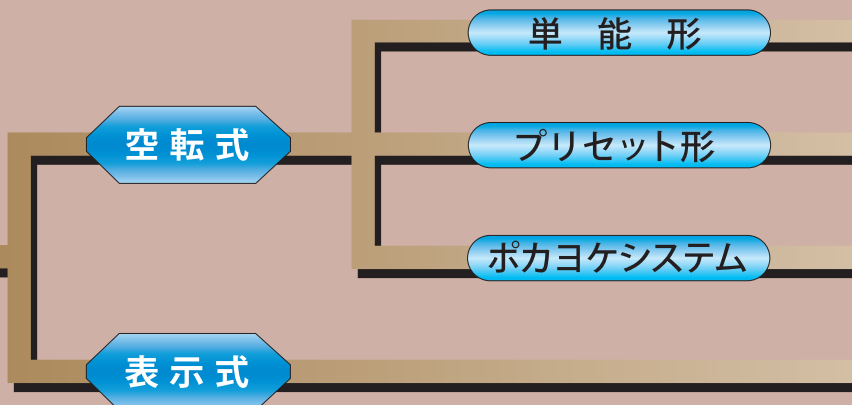 単能形
空転式
プリセット形
ポカヨケシステム
表示式